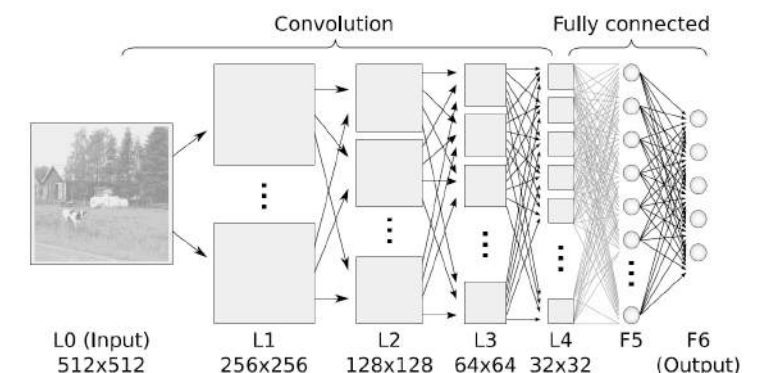 Convolution Fully connected
L0 (Input) L1 L2 L3 L4 F5 F6
512x512 256x256 128x128 64x64 32x32 (Output)